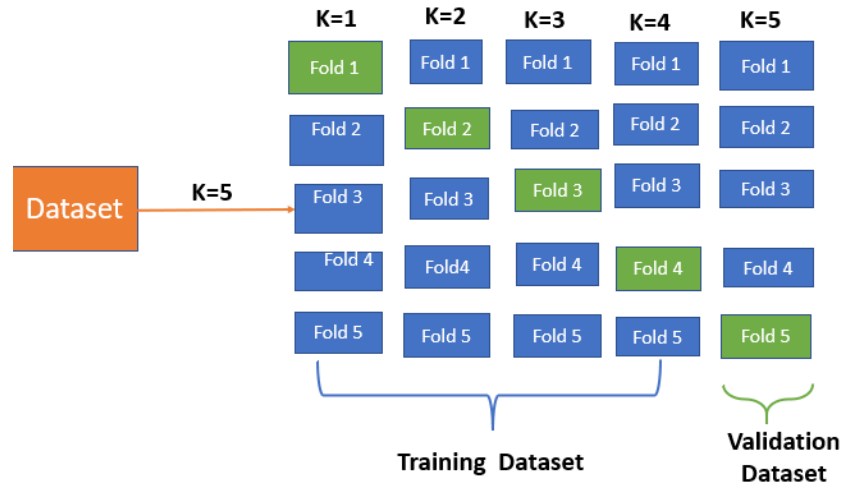 K=1 K=2 K=3 K=4 K=5
Fold 1 Fold 1 Fold 1 Fold 1 Fold 1
Fold 2 Fold 2 Fold 2 Fold 2 Fold 2
Dataset K=5 Fold 3 Fold 3 Fold 3 Fold 3 Fold 3
Fold 4 Fold4 Fold 4 Fold 4 Fold 4
Fold 5 Fold 5 Fold 5 Fold 5 Fold 5
Training Dataset
Validation
Dataset